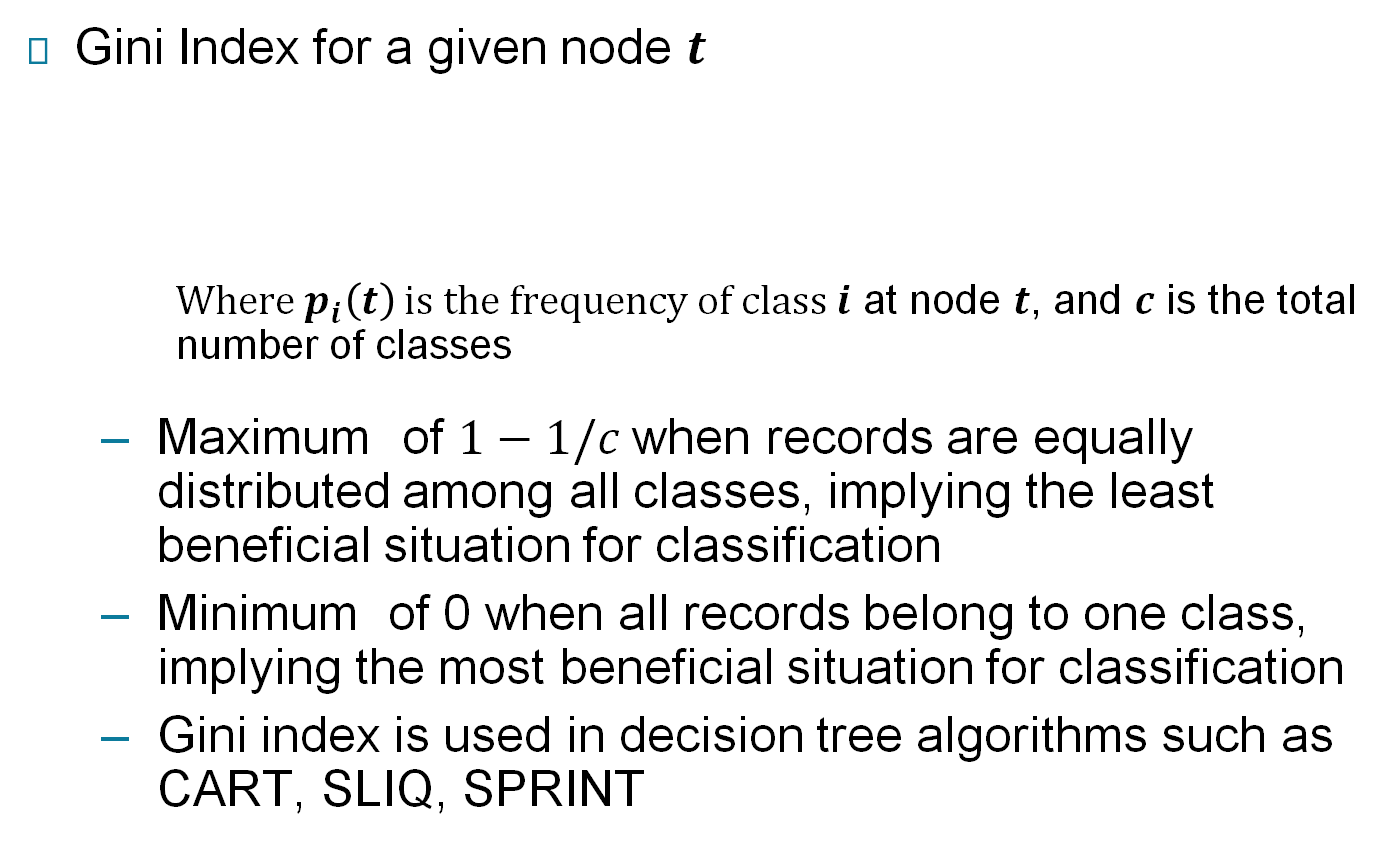 Gini Index for a given node t
Where pᵢ(t) is the frequency of class i at node t, and c is the total
number of classes
– Maximum of 1 − 1/c when records are equally
distributed among all classes, implying the least
beneficial situation for classification
– Minimum of 0 when all records belong to one class,
implying the most beneficial situation for classification
– Gini index is used in decision tree algorithms such as
CART, SLIQ, SPRINT